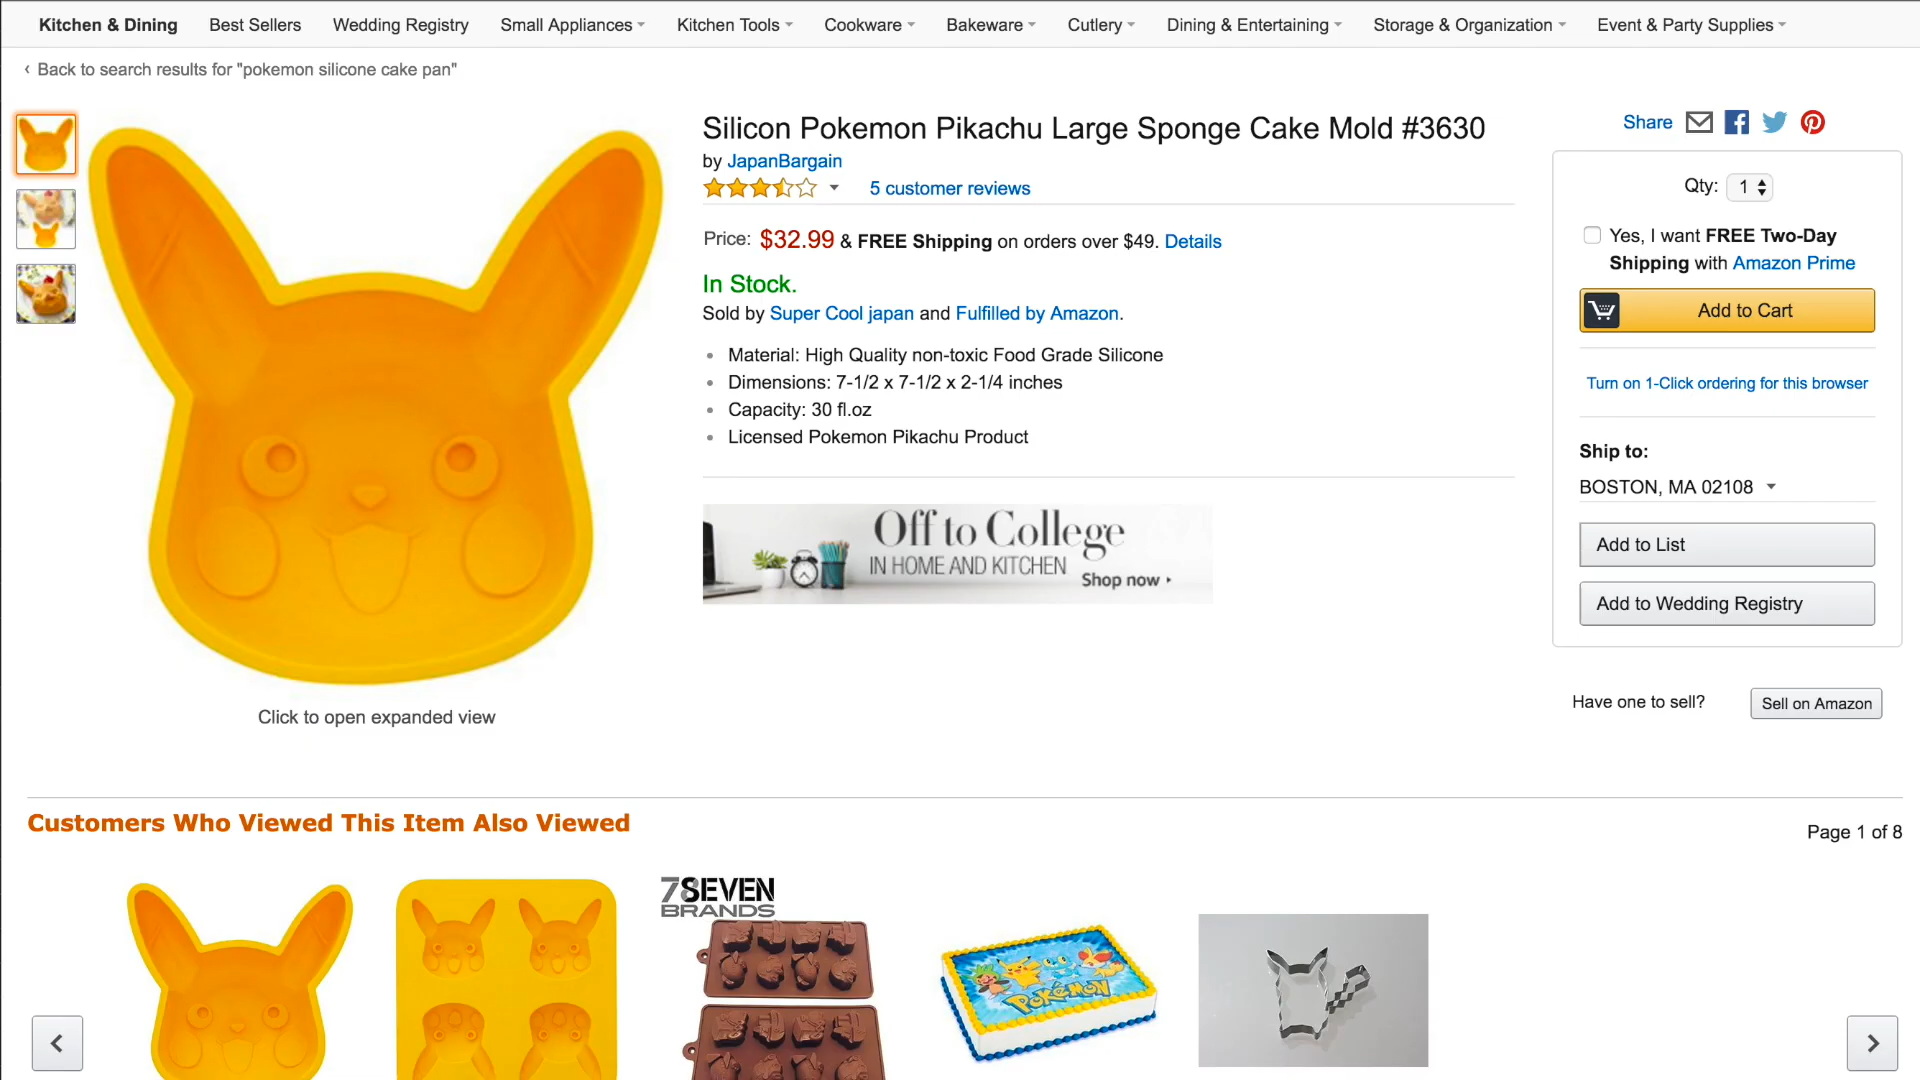 Kitchen & Dining Best Sellers Wedding Registry Small Appliances Kitchen Tools Cookware Bakeware Cutlery Dining & Entertaining Storage & Organization Event & Party Supplies
‹ Back to search results for "pokemon silicone cake pan"
Silicon Pokemon Pikachu Large Sponge Cake Mold #3630
by JapanBargain
5 customer reviews
Price: $32.99 & FREE Shipping on orders over $49. Details
In Stock.
Sold by Super Cool japan and Fulfilled by Amazon.
Material: High Quality non-toxic Food Grade Silicone
Dimensions: 7-1/2 x 7-1/2 x 2-1/4 inches
Capacity: 30 fl.oz
Licensed Pokemon Pikachu Product
Off to College
IN HOME AND KITCHEN
Shop now
Click to open expanded view
Share
Qty: 1
Yes, I want FREE Two-Day
Shipping with Amazon Prime
Add to Cart
Turn on 1-Click ordering for this browser
Ship to:
BOSTON, MA 02108
Add to List
Add to Wedding Registry
Have one to sell? Sell on Amazon
Customers Who Viewed This Item Also Viewed
Page 1 of 8
78SEVEN
BRANDS
POKéMON